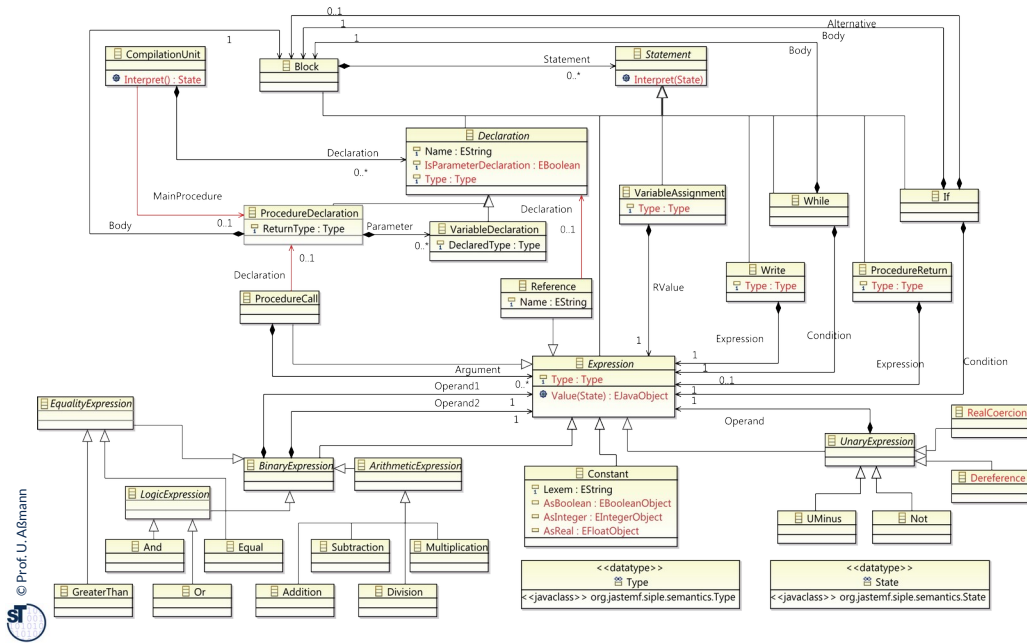 0..1
1
Alternative
1
Body
1
Body
CompilationUnit
Interpret() : State
Block
Statement
0..*
Statement
Interpret(State)
Declaration
0..*
Declaration
Name : EString
IsParameterDeclaration : EBoolean
Type : Type
MainProcedure
0..1
Body
ProcedureDeclaration
ReturnType : Type
Parameter
0..*
VariableDeclaration
DeclaredType : Type
Declaration
0..1
VariableAssignment
Type : Type
While
If
Declaration
0..1
ProcedureCall
Reference
Name : EString
RValue
1
Write
Type : Type
ProcedureReturn
Type : Type
Expression
1
Condition
1
Expression
0..1
Condition
1
Argument
0..*
Expression
Type : Type
Value(State) : EJavaObject
Operand1
1
Operand2
1
Operand
1
EqualityExpression
BinaryExpression
ArithmeticExpression
LogicExpression
UnaryExpression
RealCoercion
Dereference
Constant
Lexem : EString
AsBoolean : EBooleanObject
AsInteger : EIntegerObject
AsReal : EFloatObject
UMinus
Not
And
Equal
Subtraction
Multiplication
GreaterThan
Or
Addition
Division
<<datatype>>
Type
<<javaclass>> org.jastemf.siple.semantics.Type
<<datatype>>
State
<<javaclass>> org.jastemf.siple.semantics.State
© Prof. U. Aßmann
ST